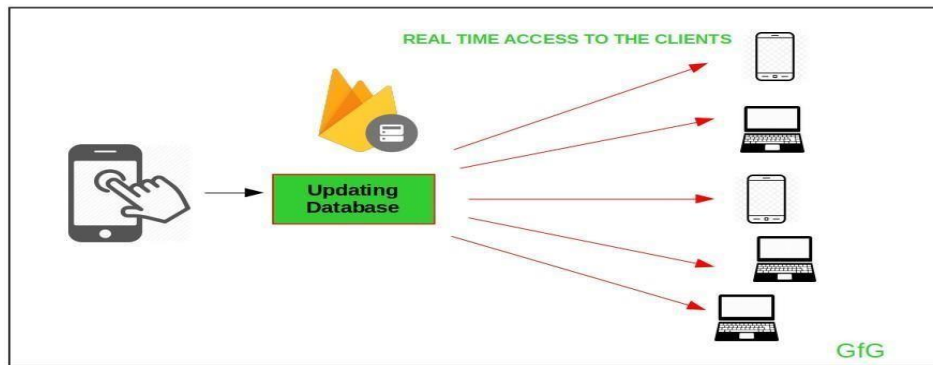 REAL TIME ACCESS TO THE CLIENTS
Updating
Database
GfG